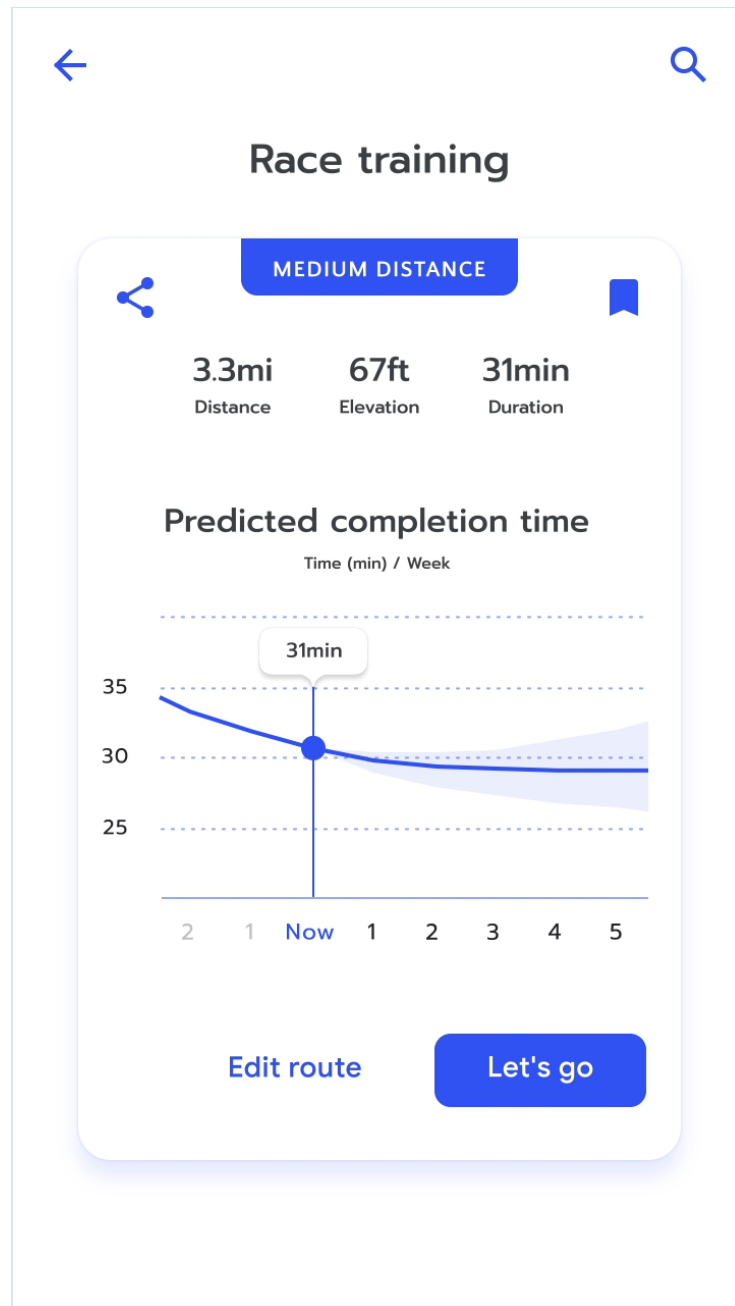 Race training
MEDIUM DISTANCE
3.3mi 67ft 31min
Distance Elevation Duration
Predicted completion time
Time (min) / Week
31min
35
30
25
2 1 Now 1 2 3 4 5
Edit route Let's go